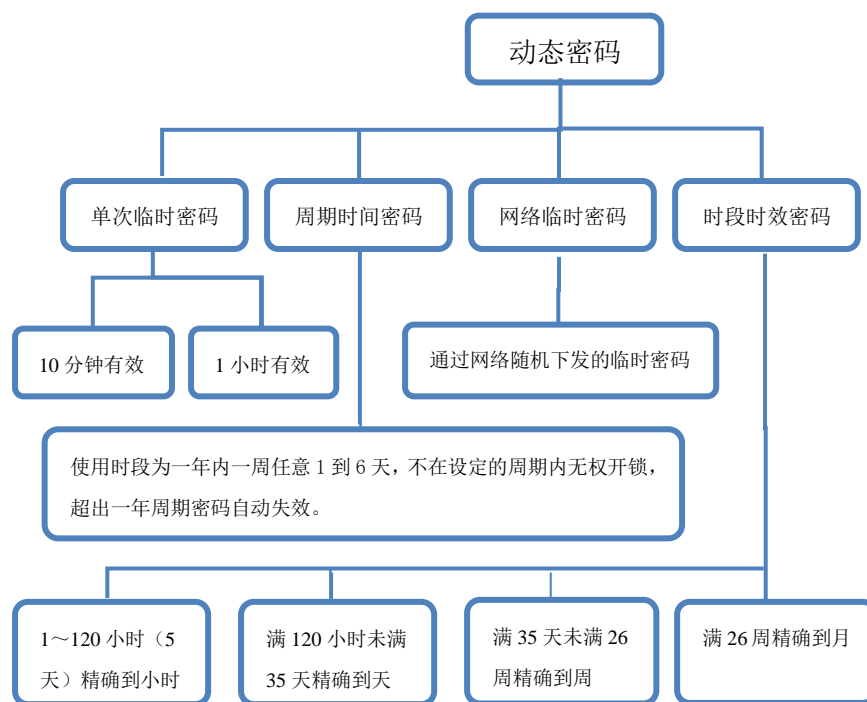 动态密码
单次临时密码
周期时间密码
网络临时密码
时段时效密码
10 分钟有效
1 小时有效
通过网络随机下发的临时密码
使用时段为一年内一周任意 1 到 6 天，不在设定的周期内无权开锁，
超出一年周期密码自动失效。
1～120 小时（5
天）精确到小时
满 120 小时未满
35 天精确到天
满 35 天未满 26
周精确到周
满 26 周精确到月